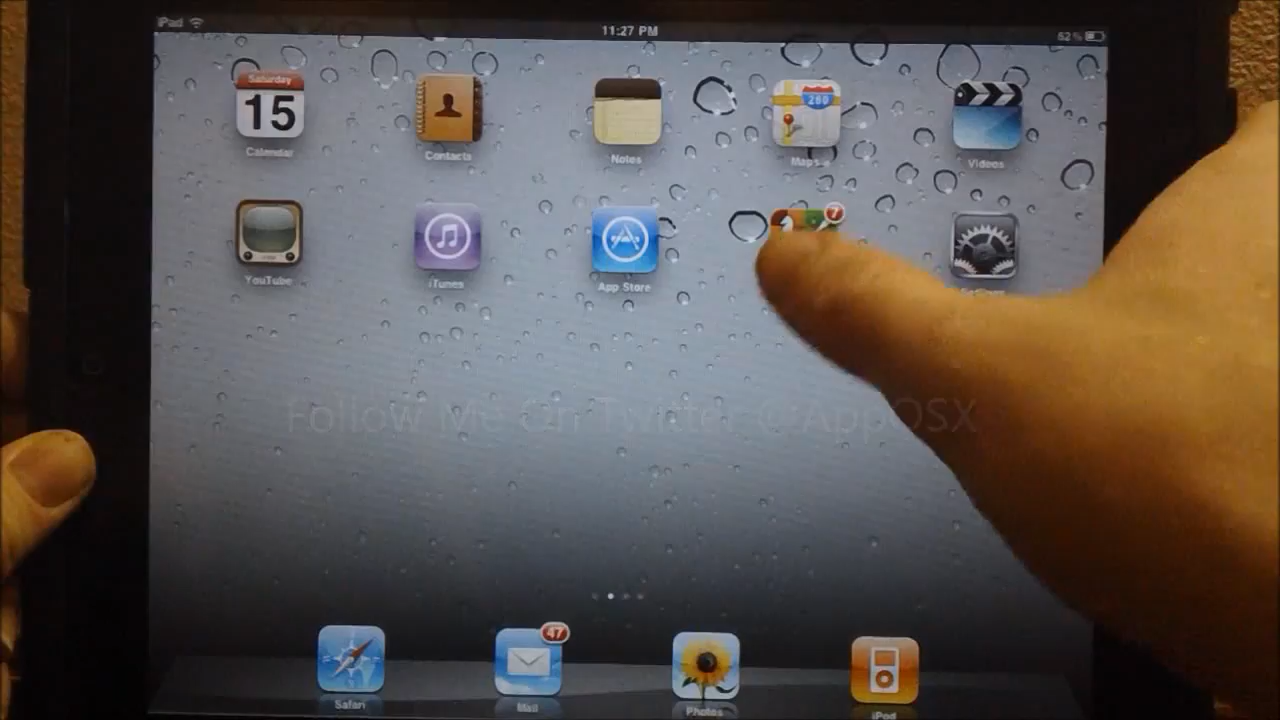 iPad 11:27 PM 52%
Saturday
15 260
Calendar Contacts Notes Maps Videos
7
YouTube iTunes App Store
Follow Me On Twitter @AppOSX
47
Safari Mail Photos iPod